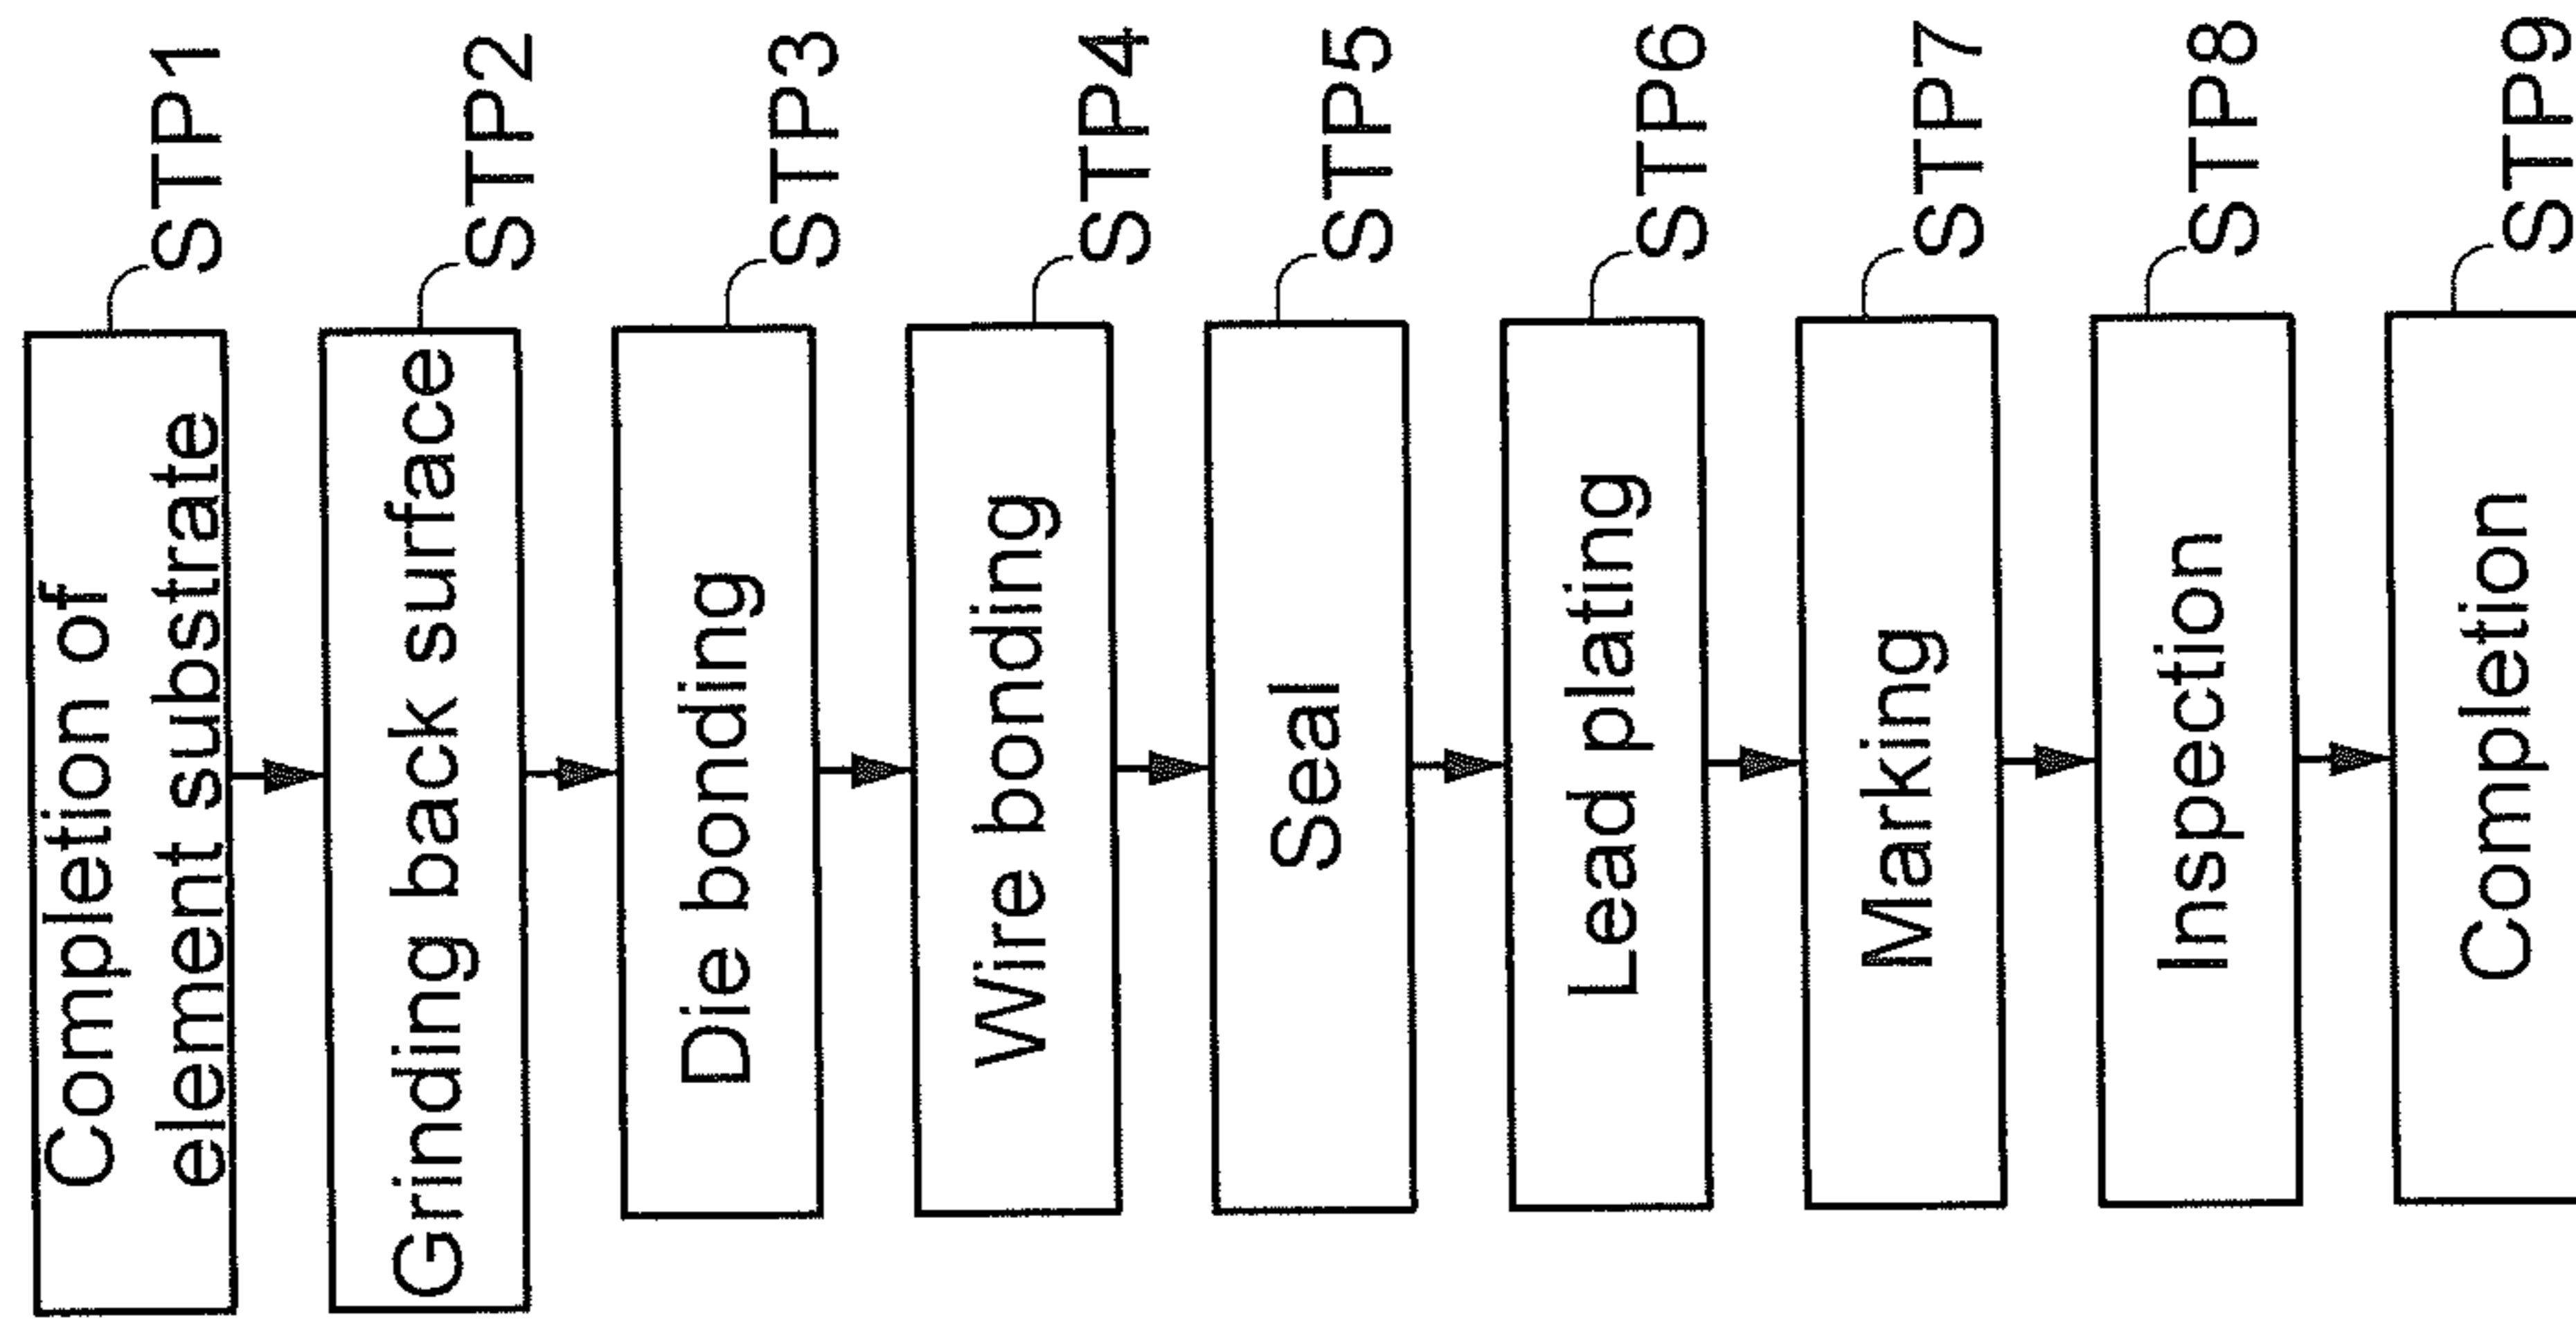 Completion of
element substrate
STP1
Grinding back surface
STP2
Die bonding
STP3
Wire bonding
STP4
Seal
STP5
Lead plating
STP6
Marking
STP7
Inspection
STP8
Completion
STP9